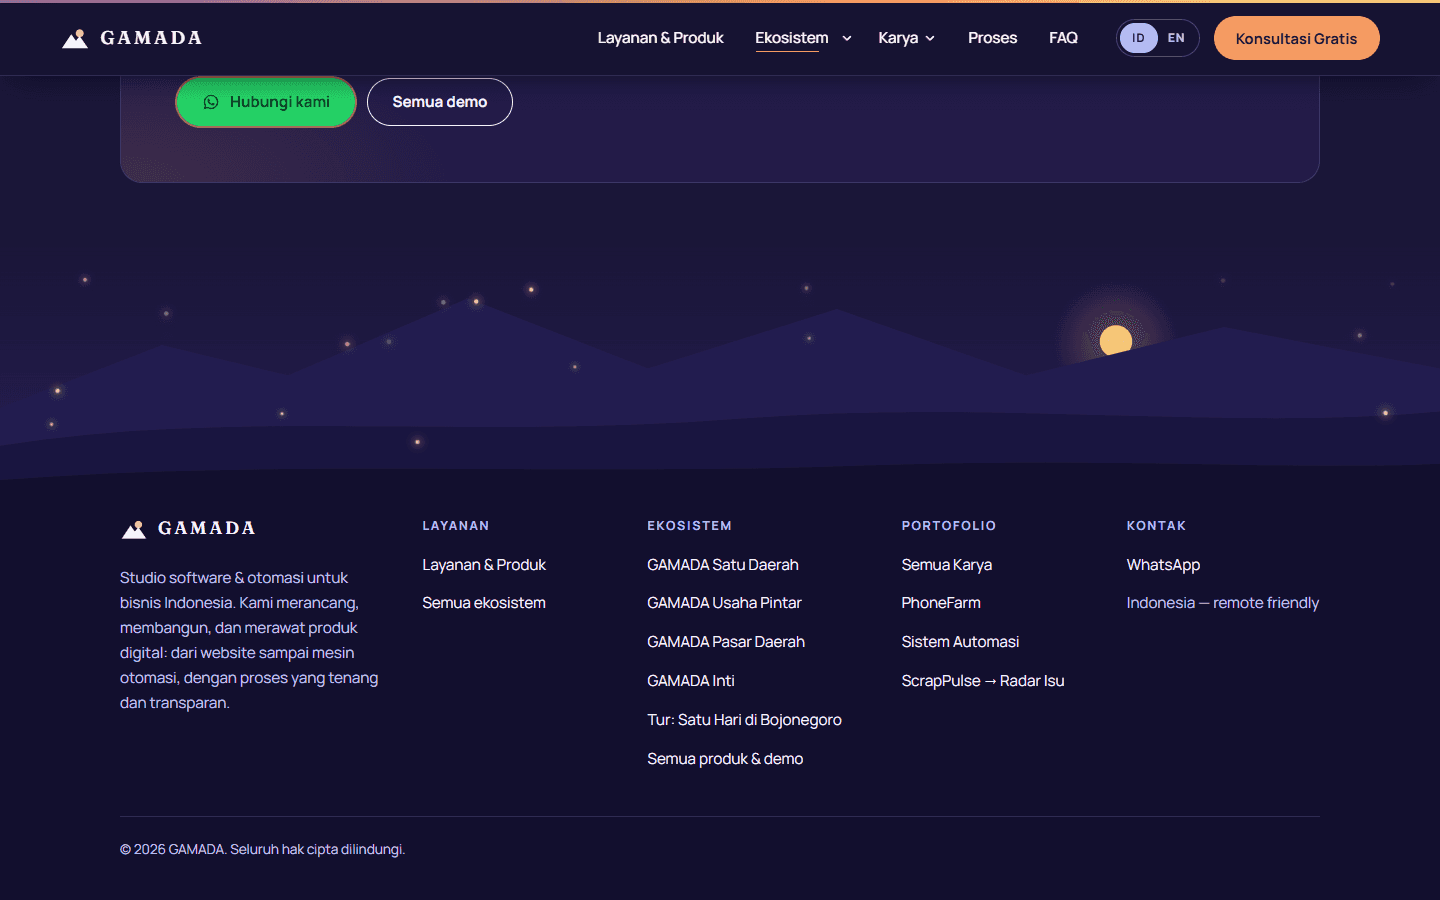 GAMADA
Layanan & Produk
Ekosistem
Karya
Proses
FAQ
ID
EN
Konsultasi Gratis
Hubungi kami
Semua demo
GAMADA
Studio software & otomasi untuk
bisnis Indonesia. Kami merancang,
membangun, dan merawat produk
digital: dari website sampai mesin
otomasi, dengan proses yang tenang
dan transparan.
LAYANAN
Layanan & Produk
Semua ekosistem
EKOSISTEM
GAMADA Satu Daerah
GAMADA Usaha Pintar
GAMADA Pasar Daerah
GAMADA Inti
Tur: Satu Hari di Bojonegoro
Semua produk & demo
PORTOFOLIO
Semua Karya
PhoneFarm
Sistem Automasi
ScrapPulse → Radar Isu
KONTAK
WhatsApp
Indonesia — remote friendly
© 2026 GAMADA. Seluruh hak cipta dilindungi.